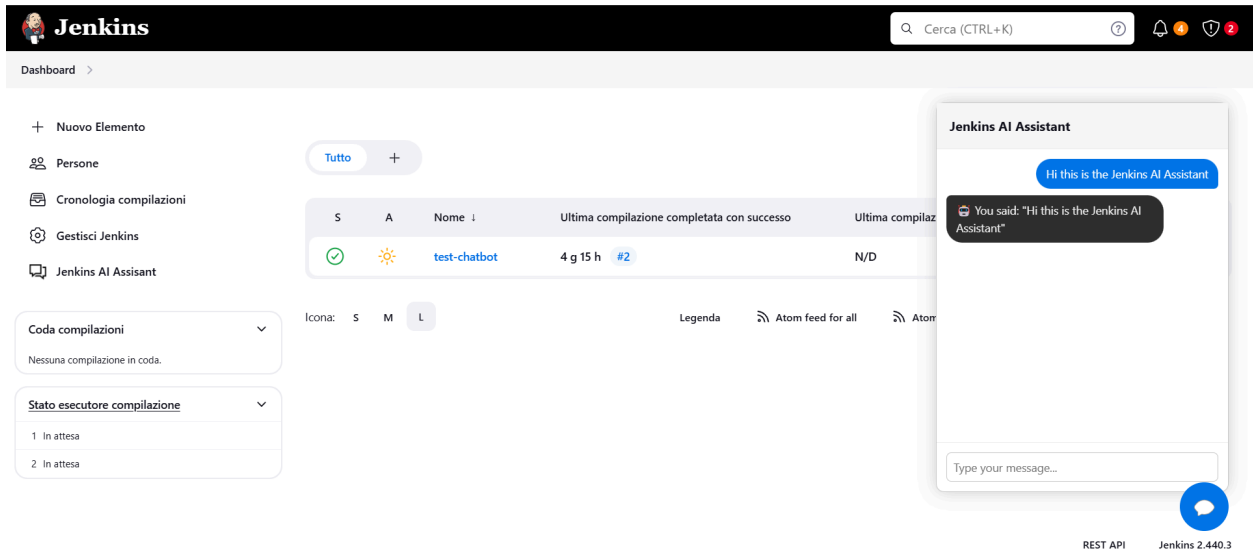 Jenkins
Cerca (CTRL+K)
4
2
Dashboard
Nuovo Elemento
Persone
Cronologia compilazioni
Gestisci Jenkins
Jenkins AI Assisant
Coda compilazioni
Nessuna compilazione in coda.
Stato esecutore compilazione
1 In attesa
2 In attesa
Tutto +
S A Nome ↓ Ultima compilazione completata con successo Ultima compilaz
test-chatbot 4 g 15 h #2 N/D
Icona: S M L Legenda Atom feed for all Atom
Jenkins AI Assistant
Hi this is the Jenkins AI Assistant
You said: "Hi this is the Jenkins AI
Assistant"
Type your message...
REST API Jenkins 2.440.3